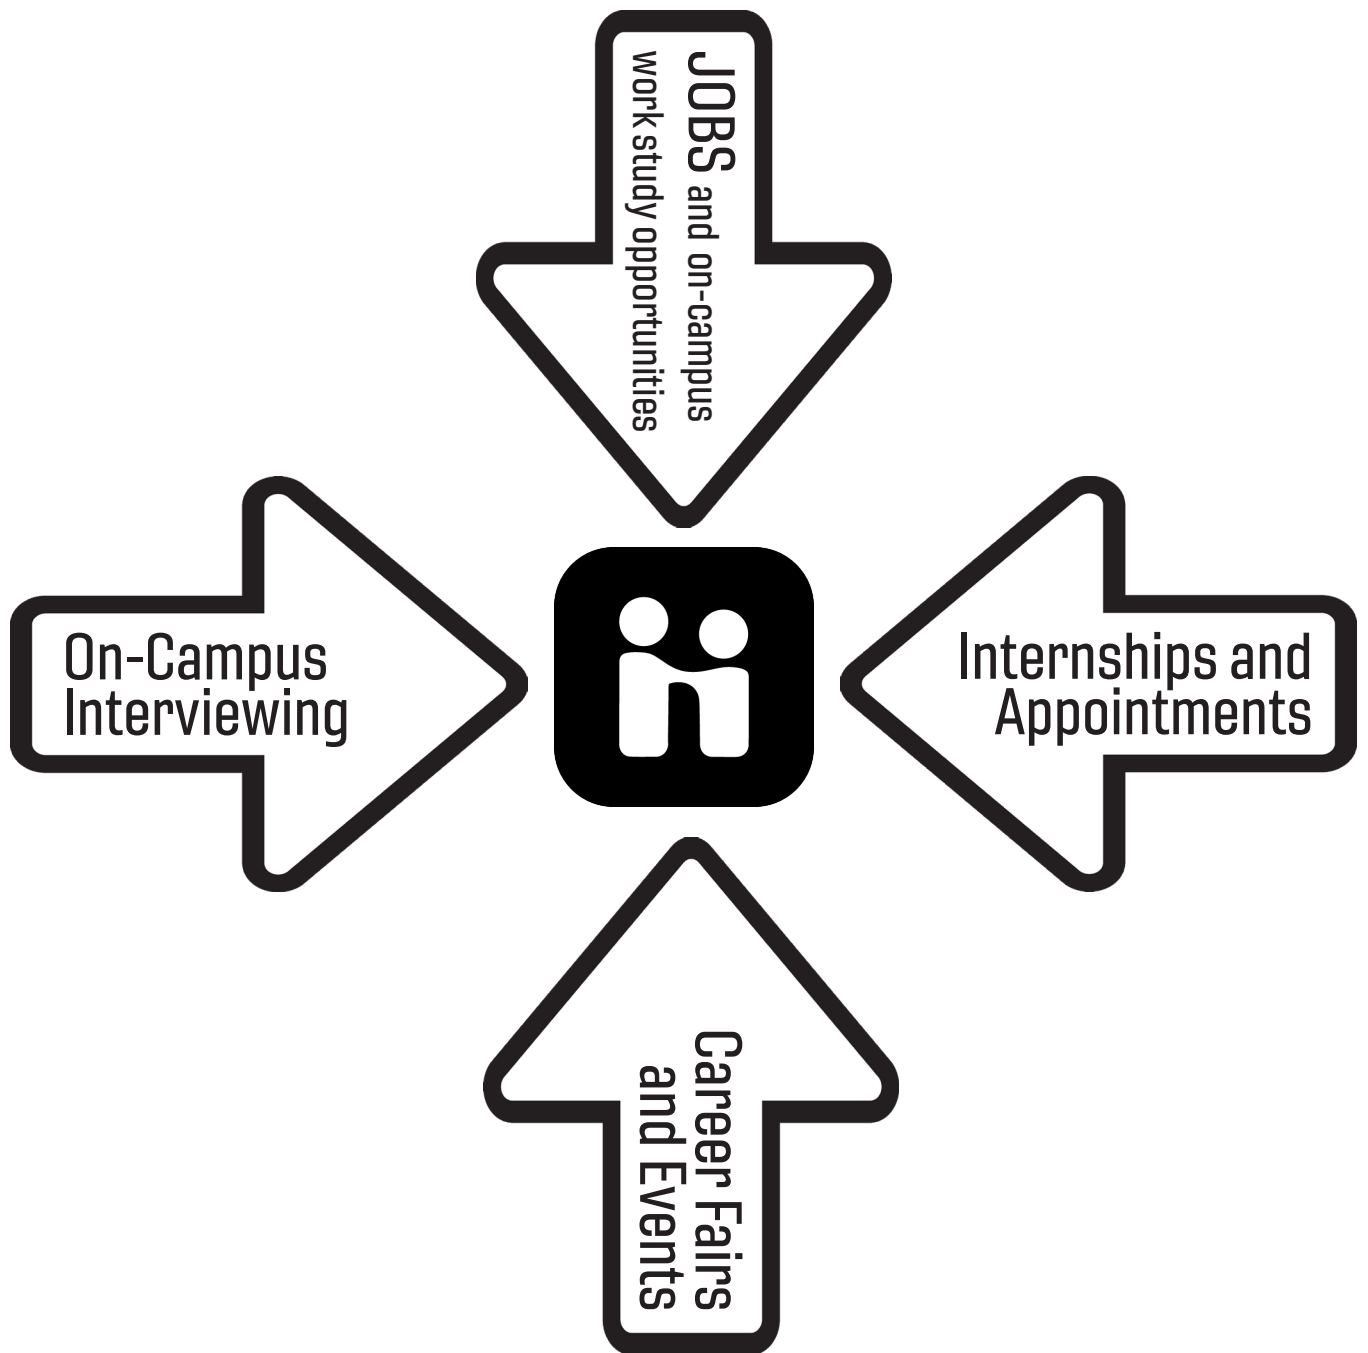 JOBS and on-campus
work study opportunities
On-Campus
Interviewing
Internships and
Appointments
Career Fairs
and Events